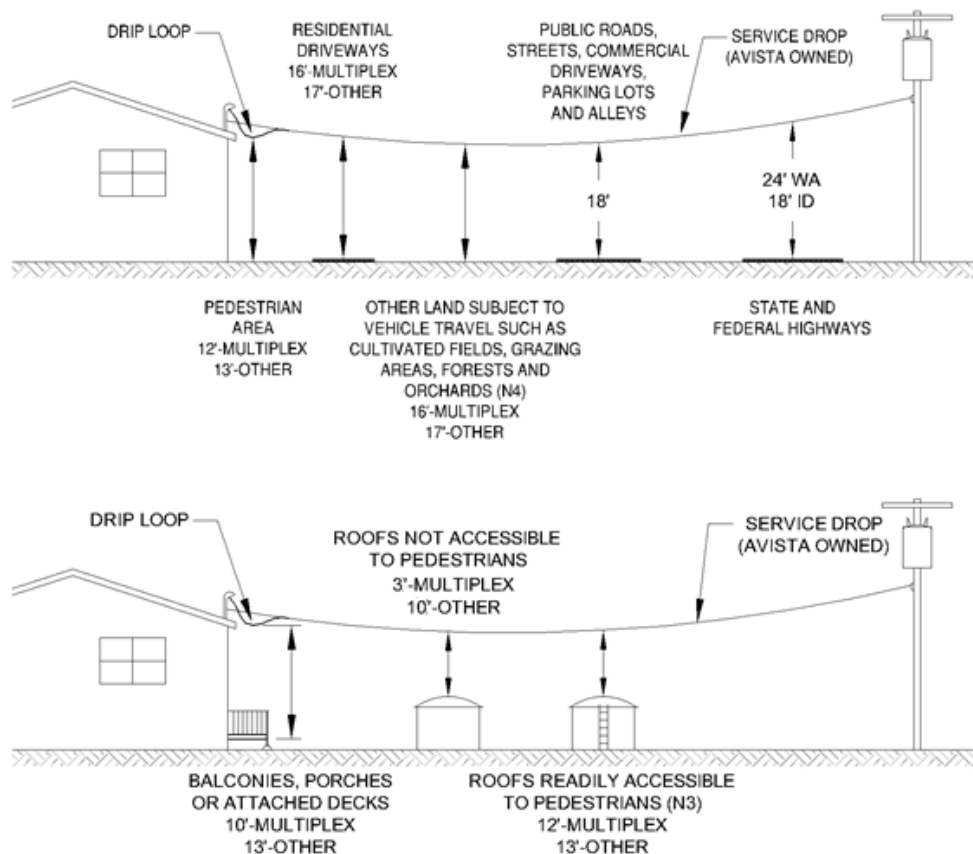 DRIP LOOP
RESIDENTIAL
DRIVEWAYS
16'-MULTIPLEX
17'-OTHER
PUBLIC ROADS,
STREETS, COMMERCIAL
DRIVEWAYS,
PARKING LOTS
AND ALLEYS
SERVICE DROP
(AVISTA OWNED)
18'
24' WA
18' ID
PEDESTRIAN
AREA
12'-MULTIPLEX
13'-OTHER
OTHER LAND SUBJECT TO
VEHICLE TRAVEL SUCH AS
CULTIVATED FIELDS, GRAZING
AREAS, FORESTS AND
ORCHARDS (N4)
16'-MULTIPLEX
17'-OTHER
STATE AND
FEDERAL HIGHWAYS
DRIP LOOP
ROOFS NOT ACCESSIBLE
TO PEDESTRIANS
3'-MULTIPLEX
10'-OTHER
SERVICE DROP
(AVISTA OWNED)
BALCONIES, PORCHES
OR ATTACHED DECKS
10'-MULTIPLEX
13'-OTHER
ROOFS READILY ACCESSIBLE
TO PEDESTRIANS (N3)
12'-MULTIPLEX
13'-OTHER